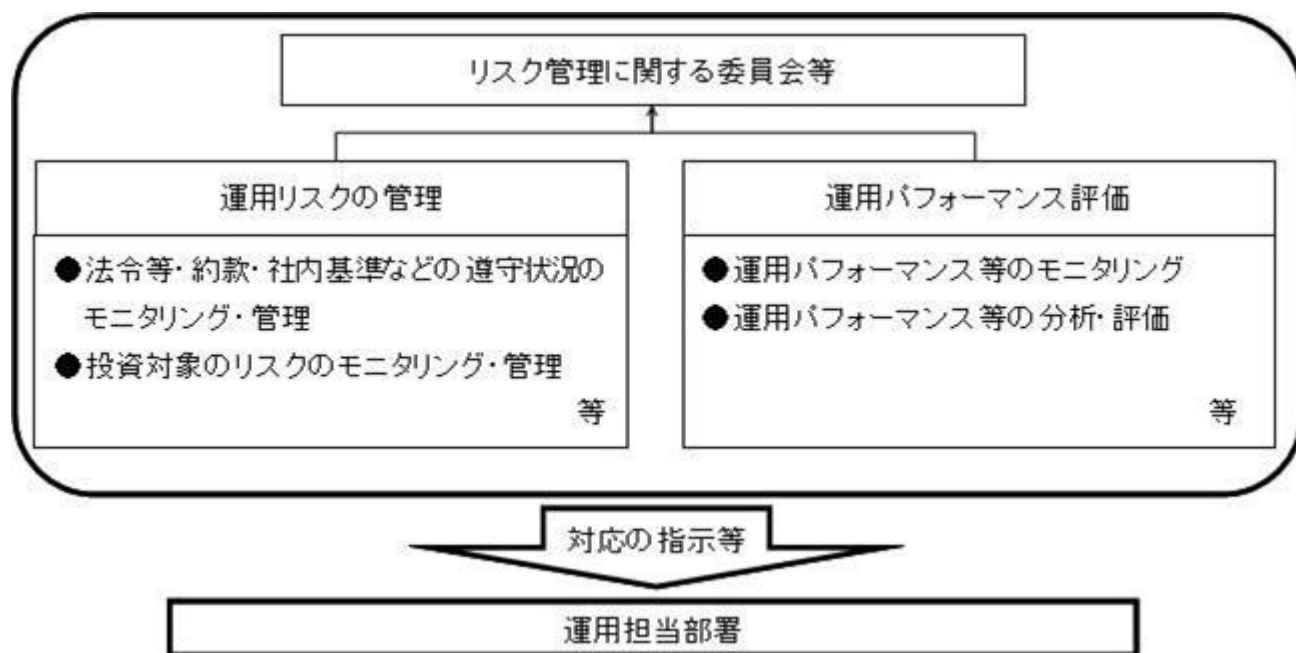 リスク管理に関する委員会等
運用リスクの管理
●法令等・約款・社内基準などの遵守状況の
モニタリング・管理
●投資対象のリスクのモニタリング・管理
等
運用パフォーマンス評価
●運用パフォーマンス等のモニタリング
●運用パフォーマンス等の分析・評価
等
対応の指示等
運用担当部署